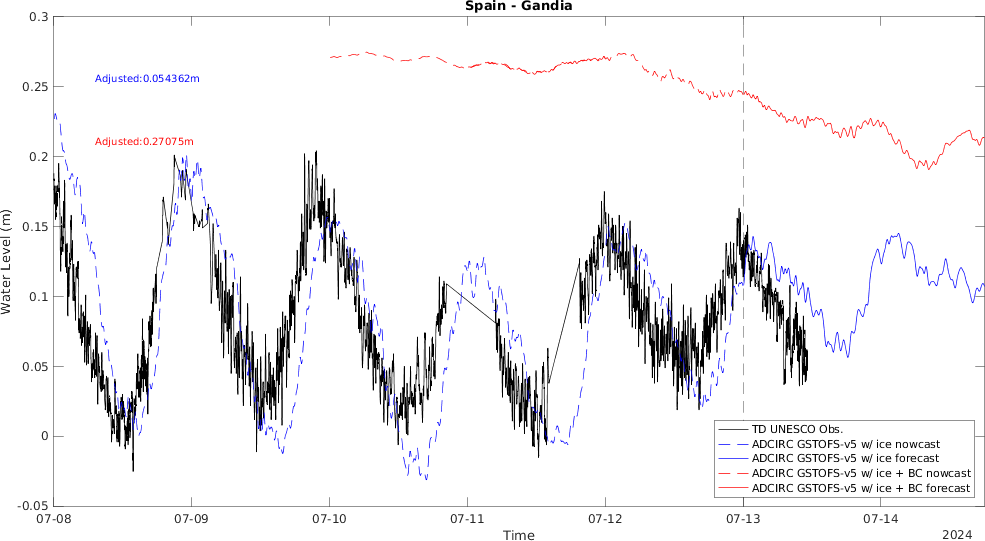 Spain - Gandia
0.3
0.25
0.2
0.15
0.1
0.05
0
-0.05
Water Level (m)
Adjusted:0.054362m
Adjusted:0.27075m
TD UNESCO Obs.
ADCIRC GSTOFS-v5 w/ ice nowcast
ADCIRC GSTOFS-v5 w/ ice forecast
ADCIRC GSTOFS-v5 w/ ice + BC nowcast
ADCIRC GSTOFS-v5 w/ ice + BC forecast
07-08 07-09 07-10 07-11 07-12 07-13 07-14
Time
2024